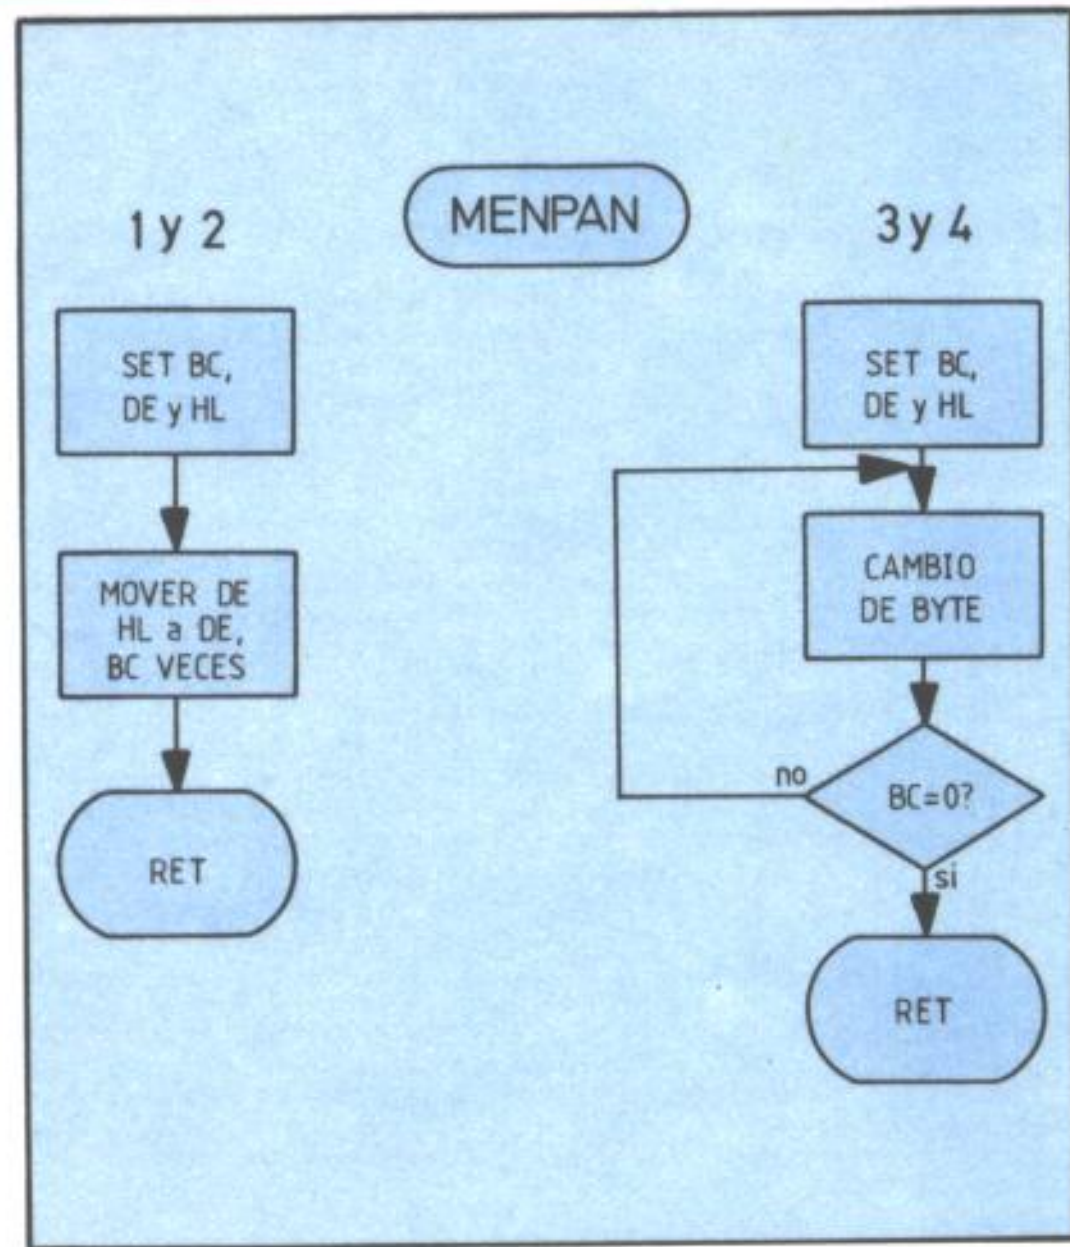 MENPAN
1 y 2
SET BC,
DE y HL
MOVER DE
HL a DE,
BC VECES
RET
3 y 4
SET BC,
DE y HL
CAMBIO
DE BYTE
BC=0?
no
si
RET